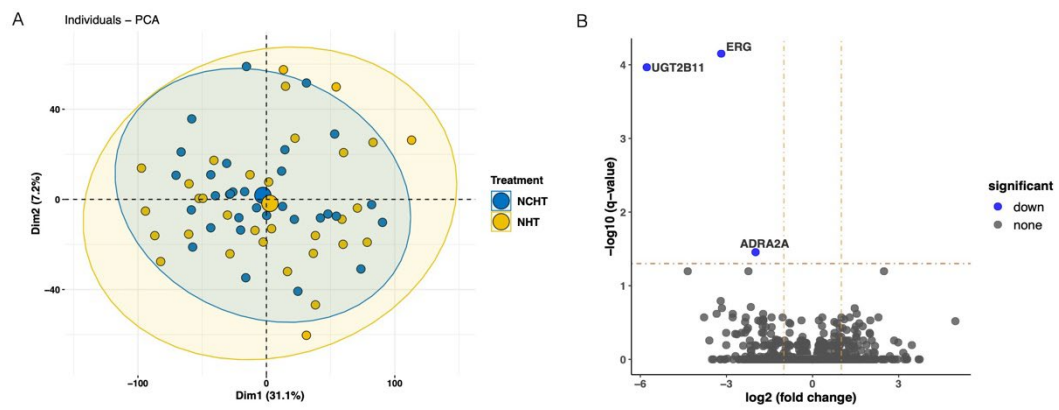 A
Individuals – PCA
40
0
−40
Dim2 (7.2%)
−100
0
100
Dim1 (31.1%)
Treatment
NCHT
NHT
B
ERG
UGT2B11
ADRA2A
4
3
2
1
0
−log10 (q−value)
−6
−3
0
3
log2 (fold change)
significant
down
none